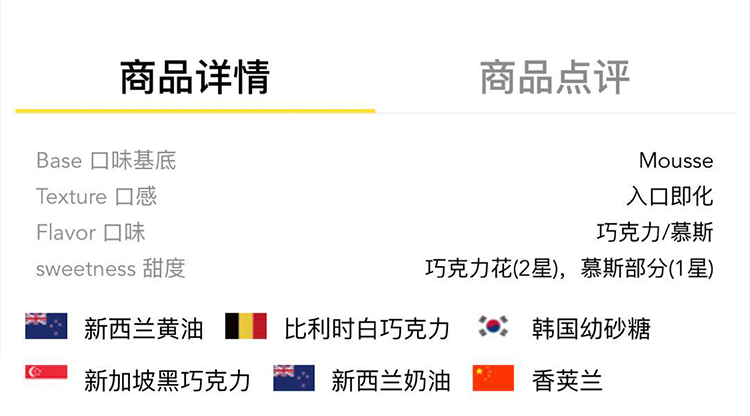 商品详情 商品点评
Base 口味基底 Mousse
Texture 口感 入口即化
Flavor 口味 巧克力/慕斯
sweetness 甜度 巧克力花(2星)，慕斯部分(1星)
新西兰黄油 比利时白巧克力 韩国幼砂糖
新加坡黑巧克力 新西兰奶油 香荚兰